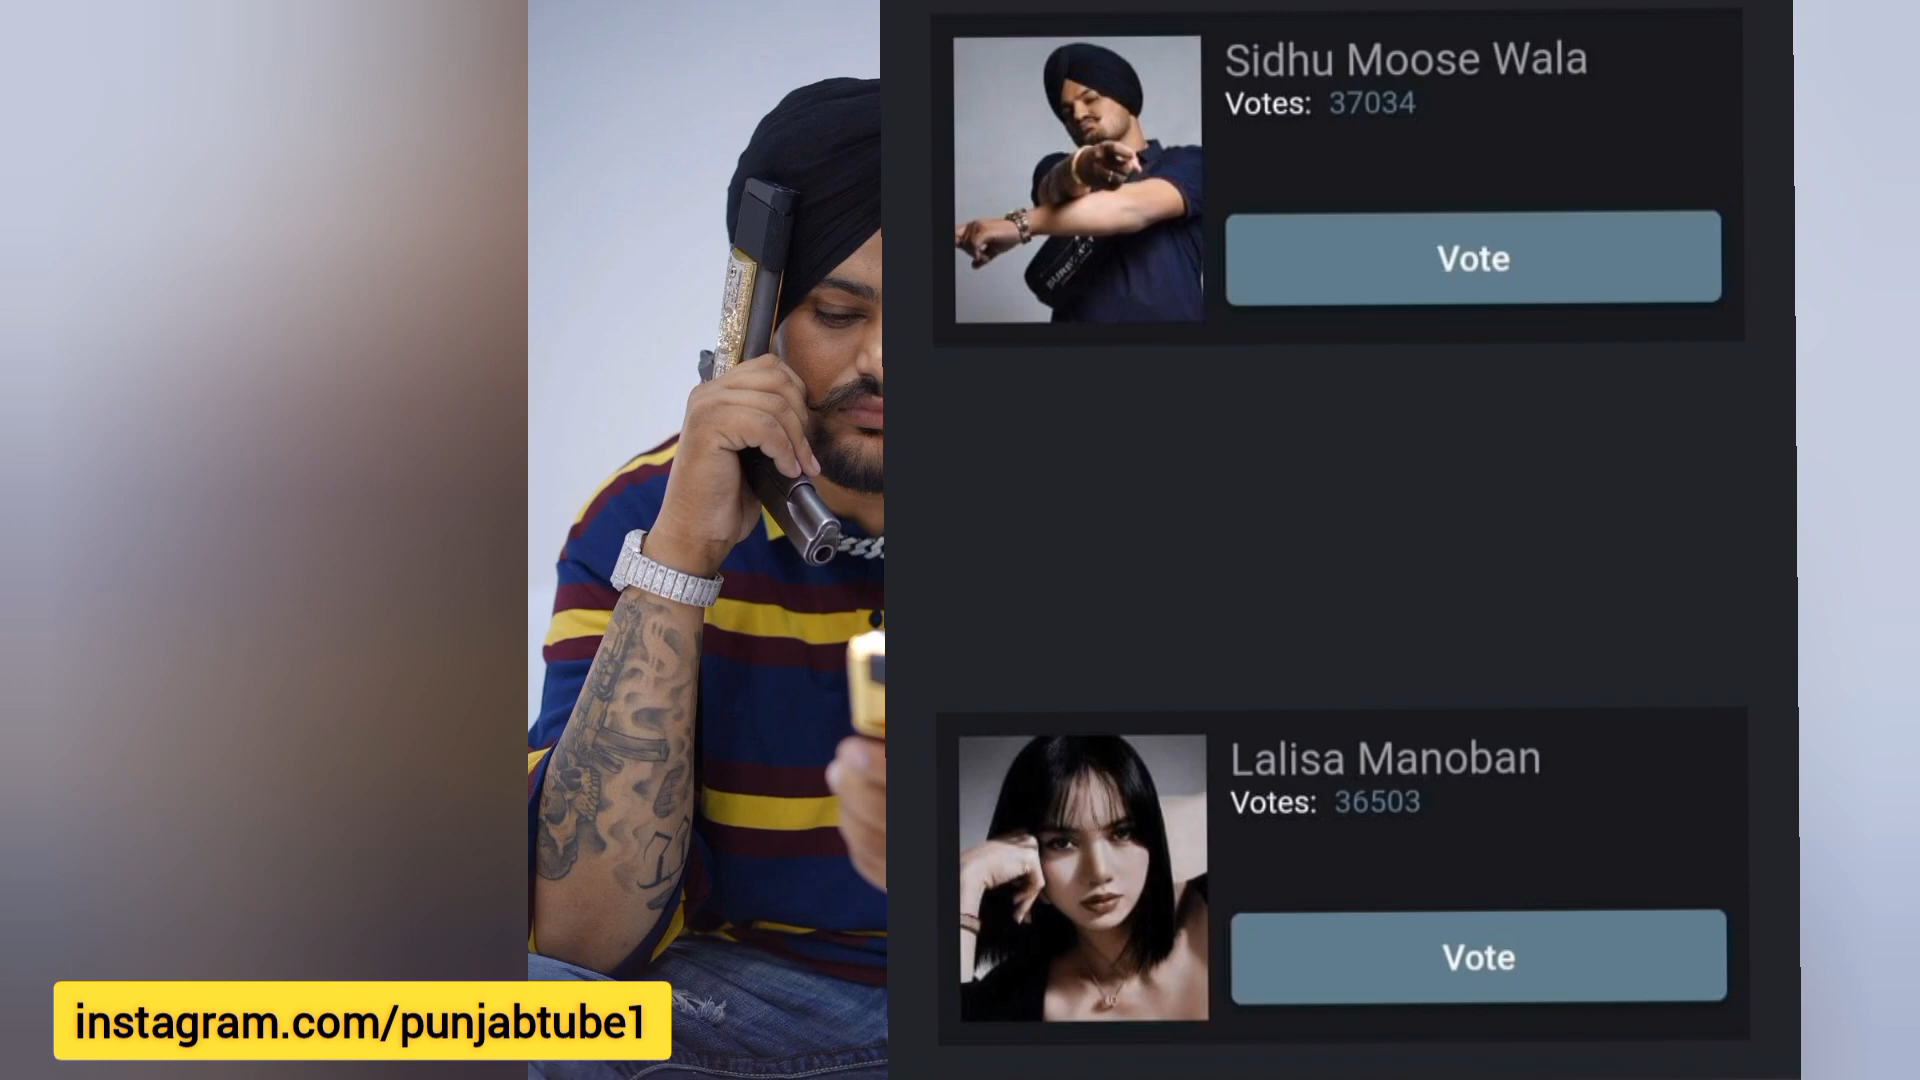 Sidhu Moose Wala
Votes: 37034
Vote
Lalisa Manoban
Votes: 36503
Vote
instagram.com/punjabtube1